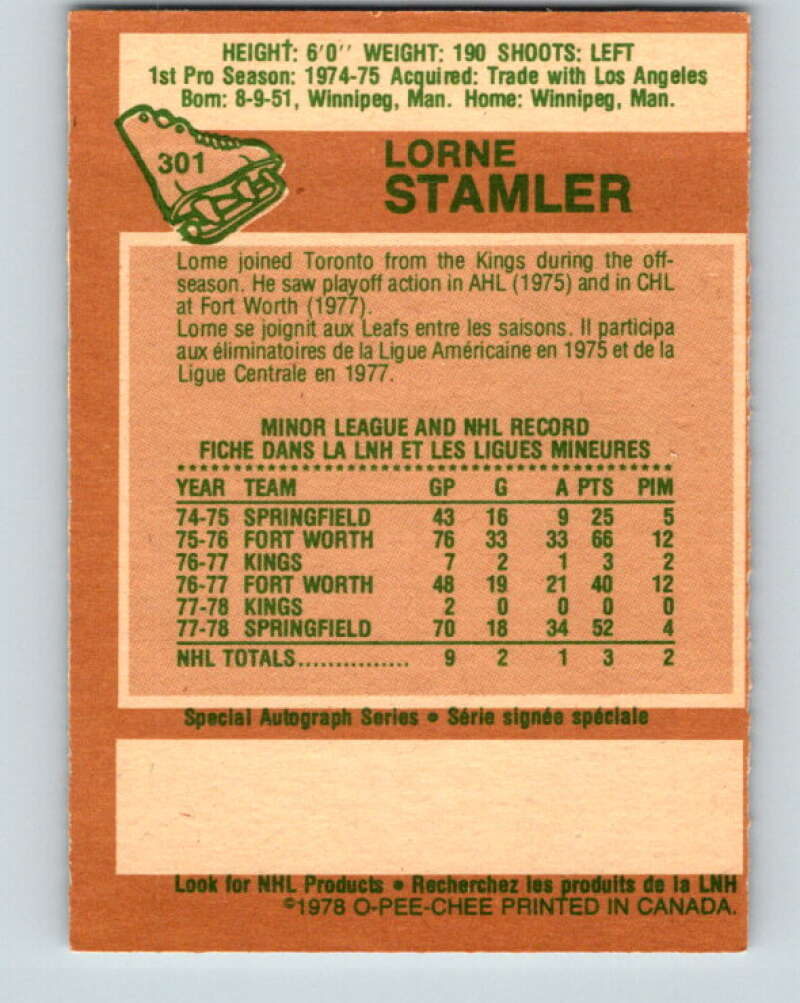 HEIGHT: 6'0'' WEIGHT: 190 SHOOTS: LEFT
1st Pro Season: 1974-75 Acquired: Trade with Los Angeles
Born: 8-9-51, Winnipeg, Man. Home: Winnipeg, Man.
301
LORNE
STAMLER
Lorne joined Toronto from the Kings during the off-
season. He saw playoff action in AHL (1975) and in CHL
at Fort Worth (1977).
Lorne se joignit aux Leafs entre les saisons. Il participa
aux éliminatoires de la Ligue Américaine en 1975 et de la
Ligue Centrale en 1977.
MINOR LEAGUE AND NHL RECORD
FICHE DANS LA LNH ET LES LIGUES MINEURES
YEAR TEAM GP G A PTS PIM
74-75 SPRINGFIELD 43 16 9 25 5
75-76 FORT WORTH 76 33 33 66 12
76-77 KINGS 7 2 1 3 2
76-77 FORT WORTH 48 19 21 40 12
77-78 KINGS 2 0 0 0 0
77-78 SPRINGFIELD 70 18 34 52 4
NHL TOTALS............... 9 2 1 3 2
Special Autograph Series • Série signée spéciale
Look for NHL Products • Recherchez les produits de la LNH
©1978 O-PEE-CHEE PRINTED IN CANADA.